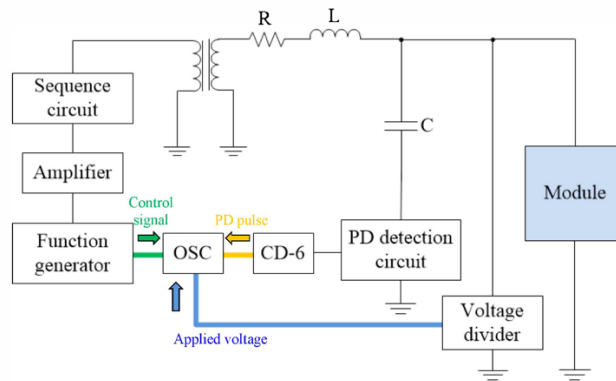 R
L
Sequence
circuit
C
Amplifier
Module
Control
signal
PD pulse
Function
generator
OSC
CD-6
PD detection
circuit
Voltage
divider
Applied voltage